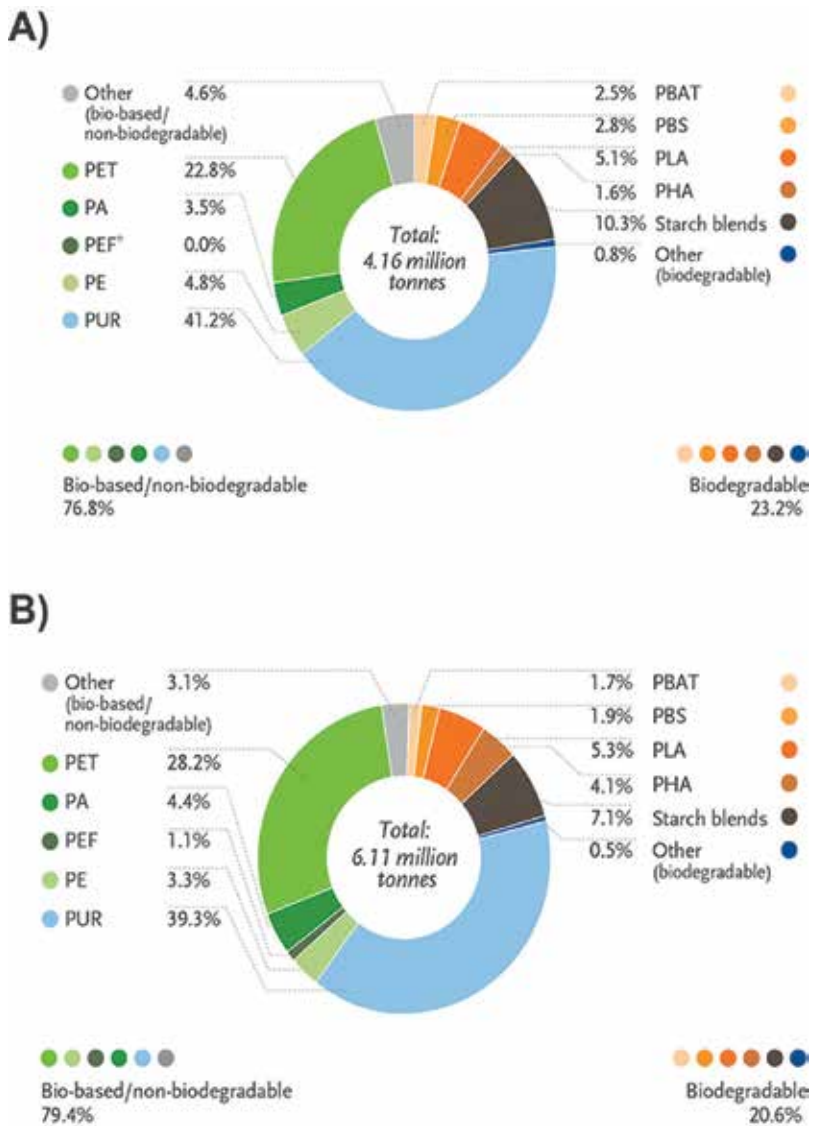 A)
Other 4.6%
(bio-based/
non-biodegradable)
PET 22.8%
PA 3.5%
PEF* 0.0%
PE 4.8%
PUR 41.2%
Total:
4.16 million
tonnes
2.5% PBAT
2.8% PBS
5.1% PLA
1.6% PHA
10.3% Starch blends
0.8% Other
(biodegradable)
Bio-based/non-biodegradable
76.8%
Biodegradable
23.2%
B)
Other 3.1%
(bio-based/
non-biodegradable)
PET 28.2%
PA 4.4%
PEF 1.1%
PE 3.3%
PUR 39.3%
Total:
6.11 million
tonnes
1.7% PBAT
1.9% PBS
5.3% PLA
4.1% PHA
7.1% Starch blends
0.5% Other
(biodegradable)
Bio-based/non-biodegradable
79.4%
Biodegradable
20.6%